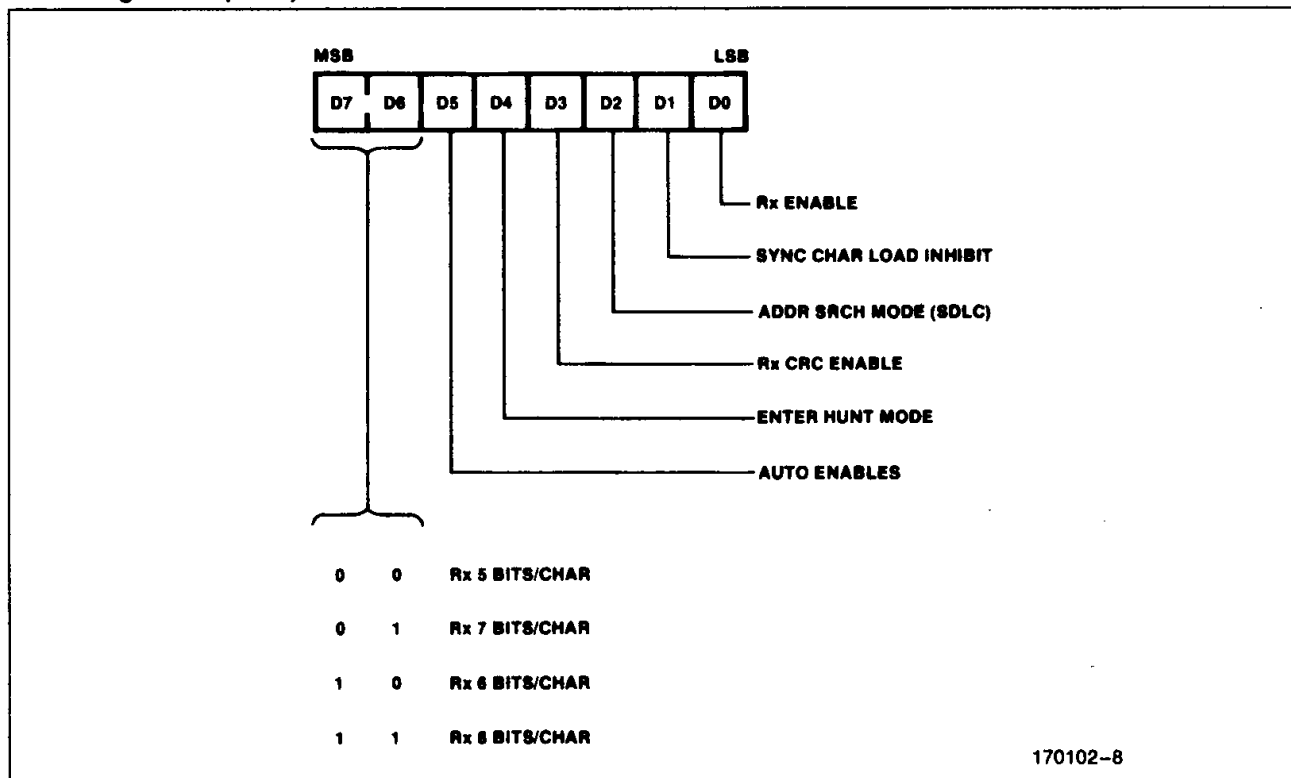 MSB LSB
D7 D6 D5 D4 D3 D2 D1 D0
Rx ENABLE
SYNC CHAR LOAD INHIBIT
ADDR SRCH MODE (SDLC)
Rx CRC ENABLE
ENTER HUNT MODE
AUTO ENABLES
0 0 Rx 5 BITS/CHAR
0 1 Rx 7 BITS/CHAR
1 0 Rx 6 BITS/CHAR
1 1 Rx 8 BITS/CHAR
170102-8